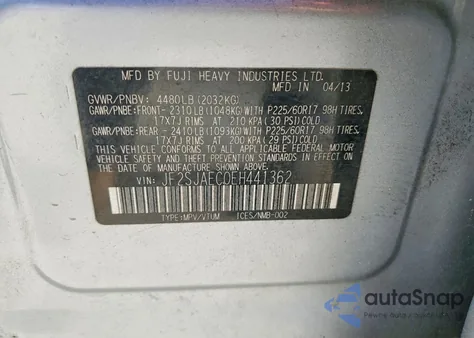 MFD BY FUJI HEAVY INDUSTRIES LTD. 04/13
GVWR/PNBV: 4480LB(2032KG)
GAWR/PNBE:FRONT- 2310LB(1048KG)WITH P225/60R17 98H TIRES,
17X7J RIMS AT 210 KPA(30 PSI)COLD
GAWR/PNBE:REAR - 2410LB(1093KG)WITH P225/60R17 98H TIRES,
17X7J RIMS AT 200 KPA(29 PSI)COLD
THIS VEHICLE CONFORMS TO ALL APPLICABLE FEDERAL MOTOR
VEHICLE SAFETY AND BUMPER STANDARDS IN EFFECT ON
THE DATE OF MANUFACTURE SHOWN ABOVE.
VIN: JF2SJAEC0EH441362
TYPE:MPV/VTUM ICES/NMB-002
autoSnap